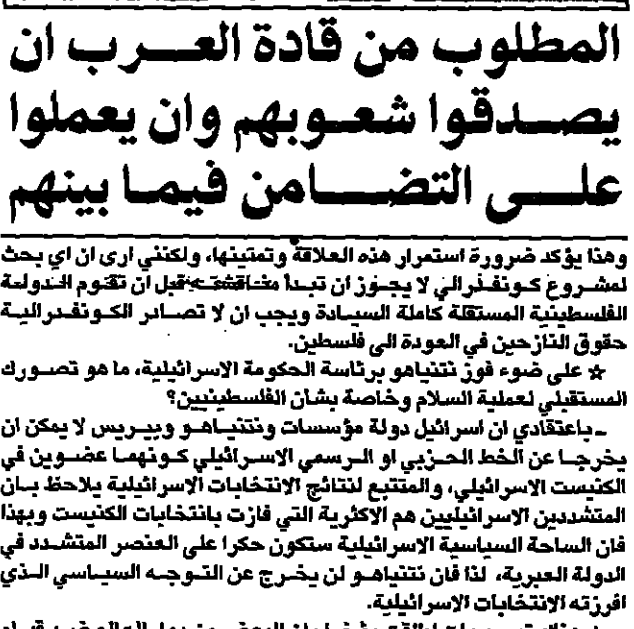 المطلوب من قادة العرب ان
يصدقوا شعوبهم وان يعملوا
على التضامن فيما بينهم
وهذا يؤكد ضرورة استمرار هذه العلاقة وتمتينها، ولكنني ارى ان اي بحث
لمشروع كونفدرالي لا يجوز أن تبدأ مناقشته قبل ان تقوم الدولة
الفلسطينية المستقلة كاملة السيادة ويجب ان لا تصادر الكونفدرالية
حقوق النازحين في العودة الى فلسطين.
☆ على ضوء فوز نتنياهو برئاسة الحكومة الاسرائيلية، ما هو تصورك
المستقبلي لعملية السلام وخاصة بشان الفلسطينيين؟
ـ باعتقادي ان اسرائيل دولة مؤسسات ونتنياهو وبيريس لا يمكن ان
يخرجا عن الخط الحزبي او الرسمي الاسرائيلي كونهما عضوين في
الكنيست الاسرائيلي، والمتتبع لنتائج الانتخابات الاسرائيلية يلاحظ بان
المتشددين الاسرائيليين هم الاكثرية التي فازت بانتخابات الكنيست وبهذا
فان الساحة السياسية الاسرائيلية ستكون حكرا على العنصر المتشدد في
الدولة العبرية، لذا فان نتنياهو لن يخرج عن التوجه السياسي الذي
افرزته الانتخابات الاسرائيلية.